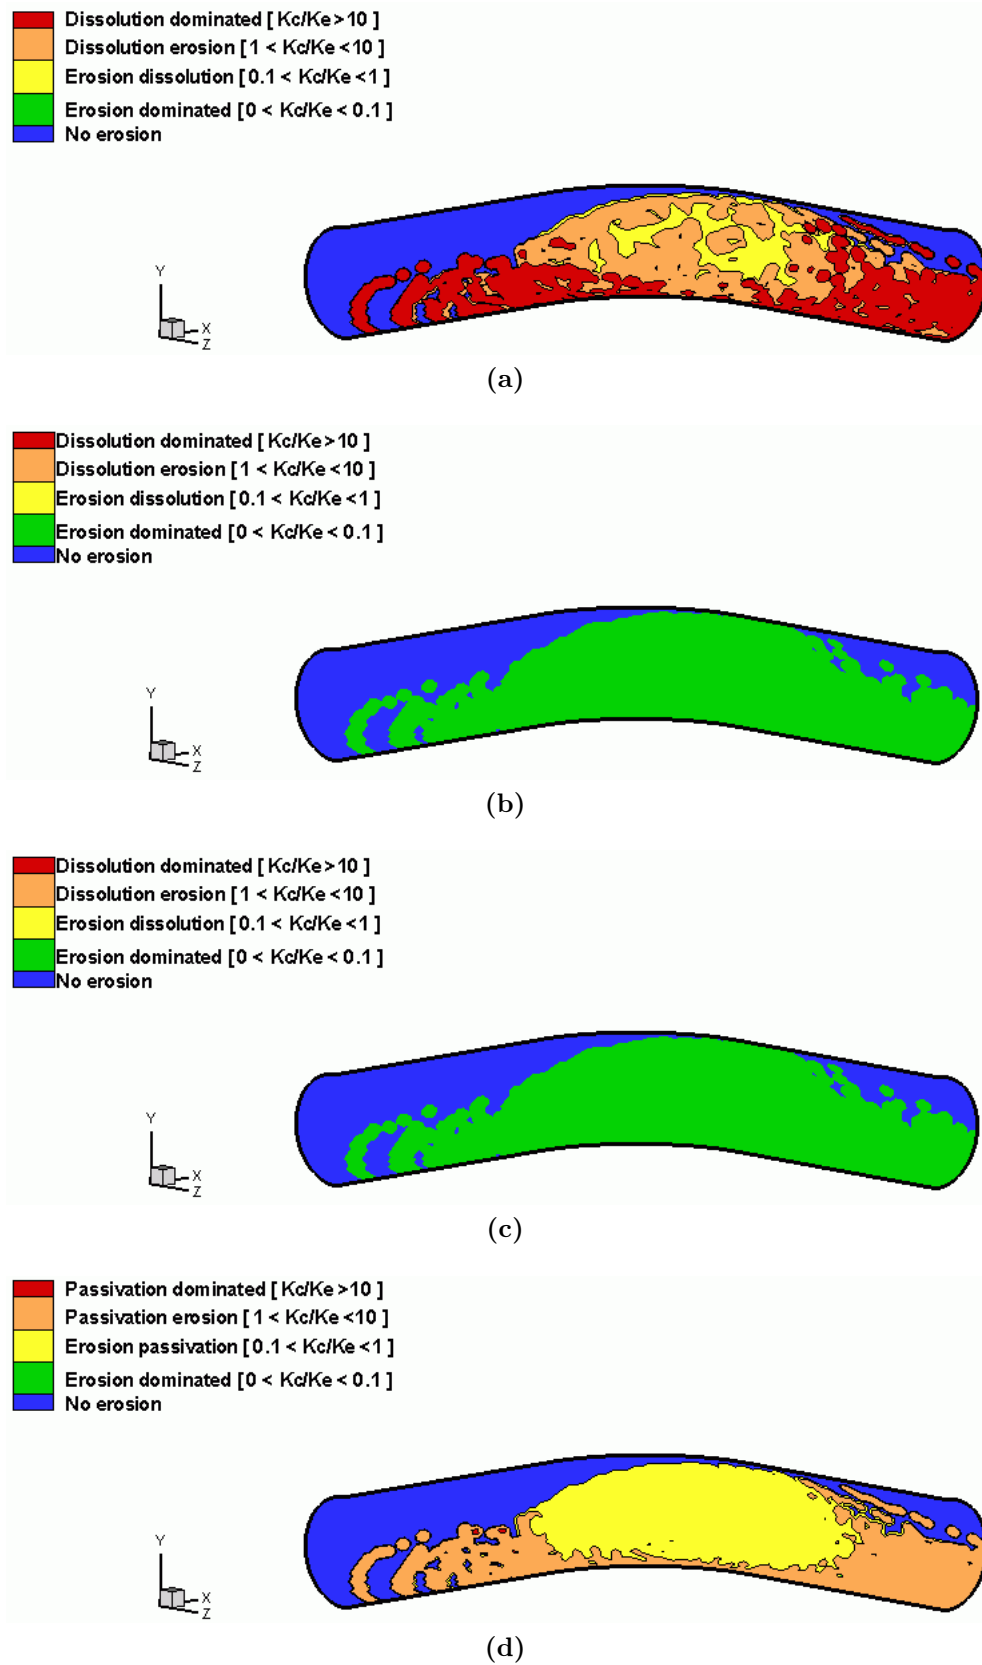 Dissolution dominated [ Kc/Ke>10 ]
Dissolution erosion [ 1 < Kc/Ke <10 ]
Erosion dissolution [ 0.1 < Kc/Ke <1 ]
Erosion dominated [0 < Kc/Ke < 0.1 ]
No erosion
Y
X
Z
(a)
Dissolution dominated [ Kc/Ke>10 ]
Dissolution erosion [ 1 < Kc/Ke <10 ]
Erosion dissolution [ 0.1 < Kc/Ke <1 ]
Erosion dominated [0 < Kc/Ke < 0.1 ]
No erosion
Y
X
Z
(b)
Dissolution dominated [ Kc/Ke>10 ]
Dissolution erosion [ 1 < Kc/Ke <10 ]
Erosion dissolution [ 0.1 < Kc/Ke <1 ]
Erosion dominated [0 < Kc/Ke < 0.1 ]
No erosion
Y
X
Z
(c)
Passivation dominated [ Kc/Ke>10 ]
Passivation erosion [ 1 < Kc/Ke <10 ]
Erosion passivation [ 0.1 < Kc/Ke <1 ]
Erosion dominated [0 < Kc/Ke < 0.1 ]
No erosion
Y
X
Z
(d)